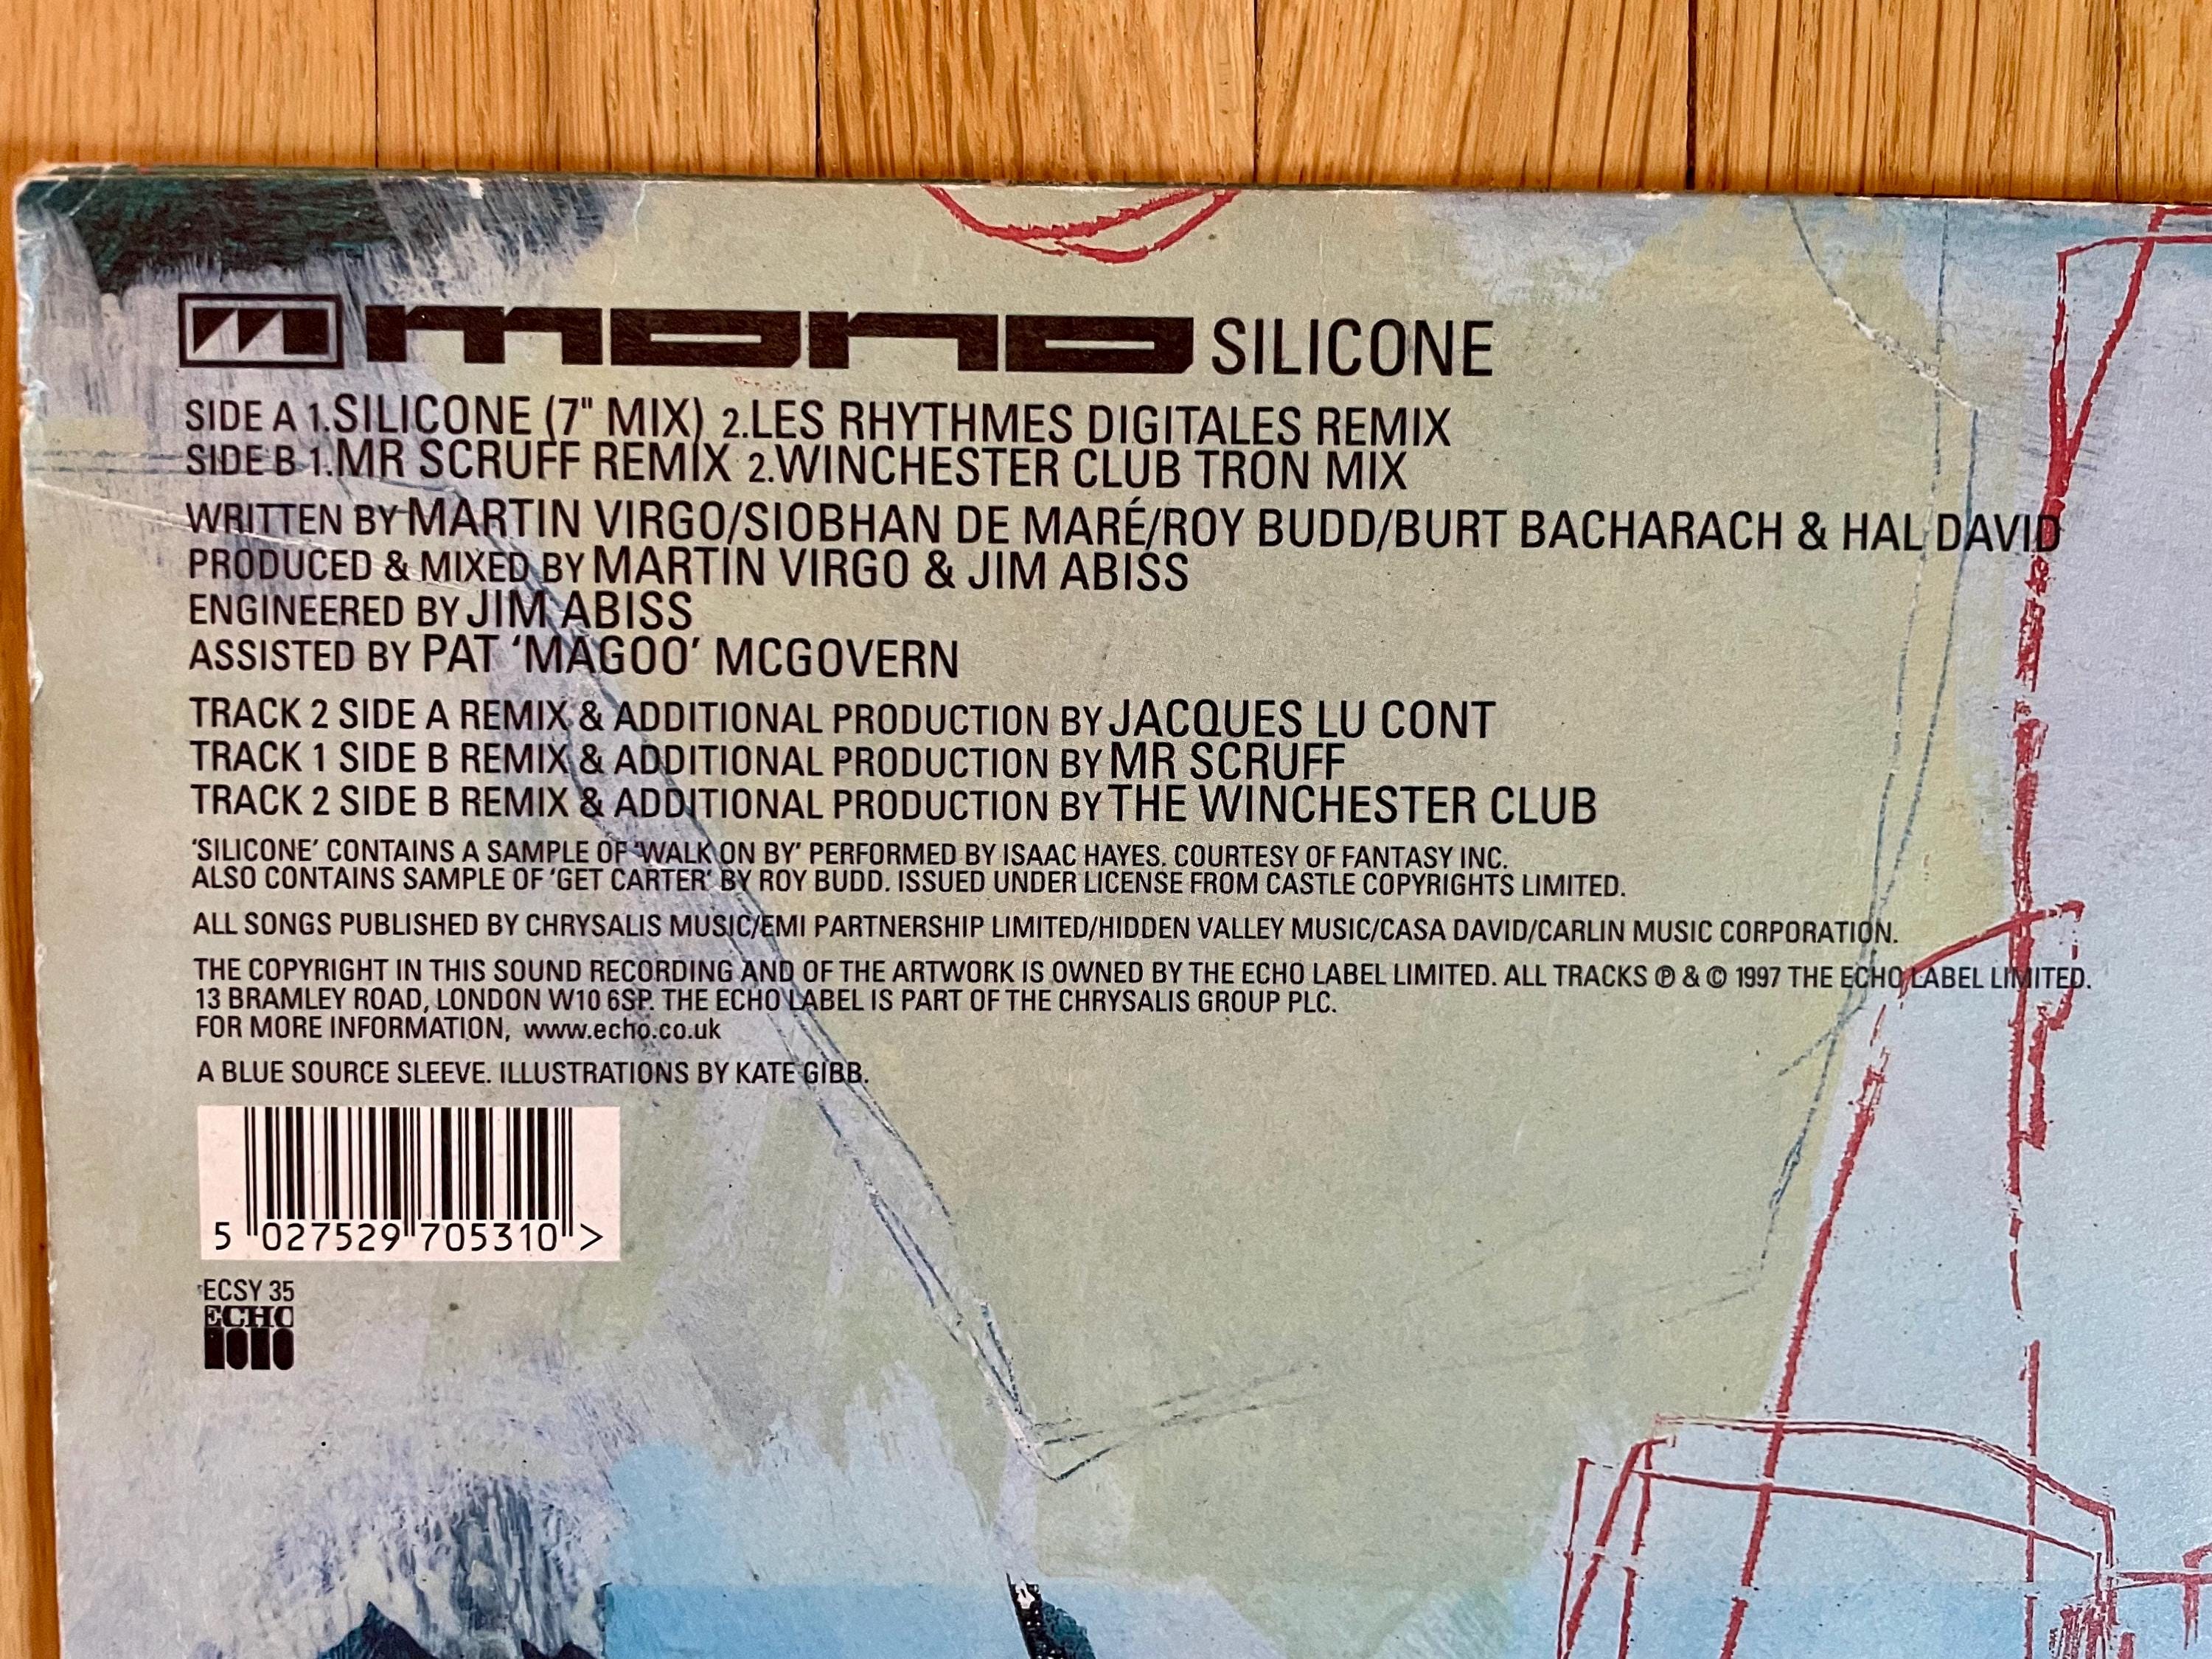 mono SILICONE
SIDE A 1.SILICONE (7" MIX) 2.LES RHYTHMES DIGITALES REMIX
SIDE B 1.MR SCRUFF REMIX 2.WINCHESTER CLUB TRON MIX
WRITTEN BY MARTIN VIRGO/SIOBHAN DE MARÉ/ROY BUDD/BURT BACHARACH & HAL DAVID
PRODUCED & MIXED BY MARTIN VIRGO & JIM ABISS
ENGINEERED BY JIM ABISS
ASSISTED BY PAT ‘MAGOO’ MCGOVERN
TRACK 2 SIDE A REMIX & ADDITIONAL PRODUCTION BY JACQUES LU CONT
TRACK 1 SIDE B REMIX & ADDITIONAL PRODUCTION BY MR SCRUFF
TRACK 2 SIDE B REMIX & ADDITIONAL PRODUCTION BY THE WINCHESTER CLUB
‘SILICONE’ CONTAINS A SAMPLE OF ‘WALK ON BY’ PERFORMED BY ISAAC HAYES. COURTESY OF FANTASY INC.
ALSO CONTAINS SAMPLE OF ‘GET CARTER’ BY ROY BUDD. ISSUED UNDER LICENSE FROM CASTLE COPYRIGHTS LIMITED.
ALL SONGS PUBLISHED BY CHRYSALIS MUSIC/EMI PARTNERSHIP LIMITED/HIDDEN VALLEY MUSIC/CASA DAVID/CARLIN MUSIC CORPORATION.
THE COPYRIGHT IN THIS SOUND RECORDING AND OF THE ARTWORK IS OWNED BY THE ECHO LABEL LIMITED. ALL TRACKS ℗ & © 1997 THE ECHO LABEL LIMITED.
13 BRAMLEY ROAD, LONDON W10 6SP. THE ECHO LABEL IS PART OF THE CHRYSALIS GROUP PLC.
FOR MORE INFORMATION, www.echo.co.uk
A BLUE SOURCE SLEEVE. ILLUSTRATIONS BY KATE GIBB.
5 027529 705310 >
ECSY 35
ECHO